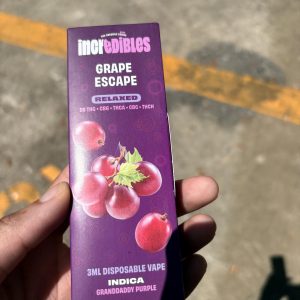 incrEDIBLES
GRAPE
ESCAPE
RELAXED
3ML DISPOSABLE VAPE
INDICA
GRANDDADDY PURPLE